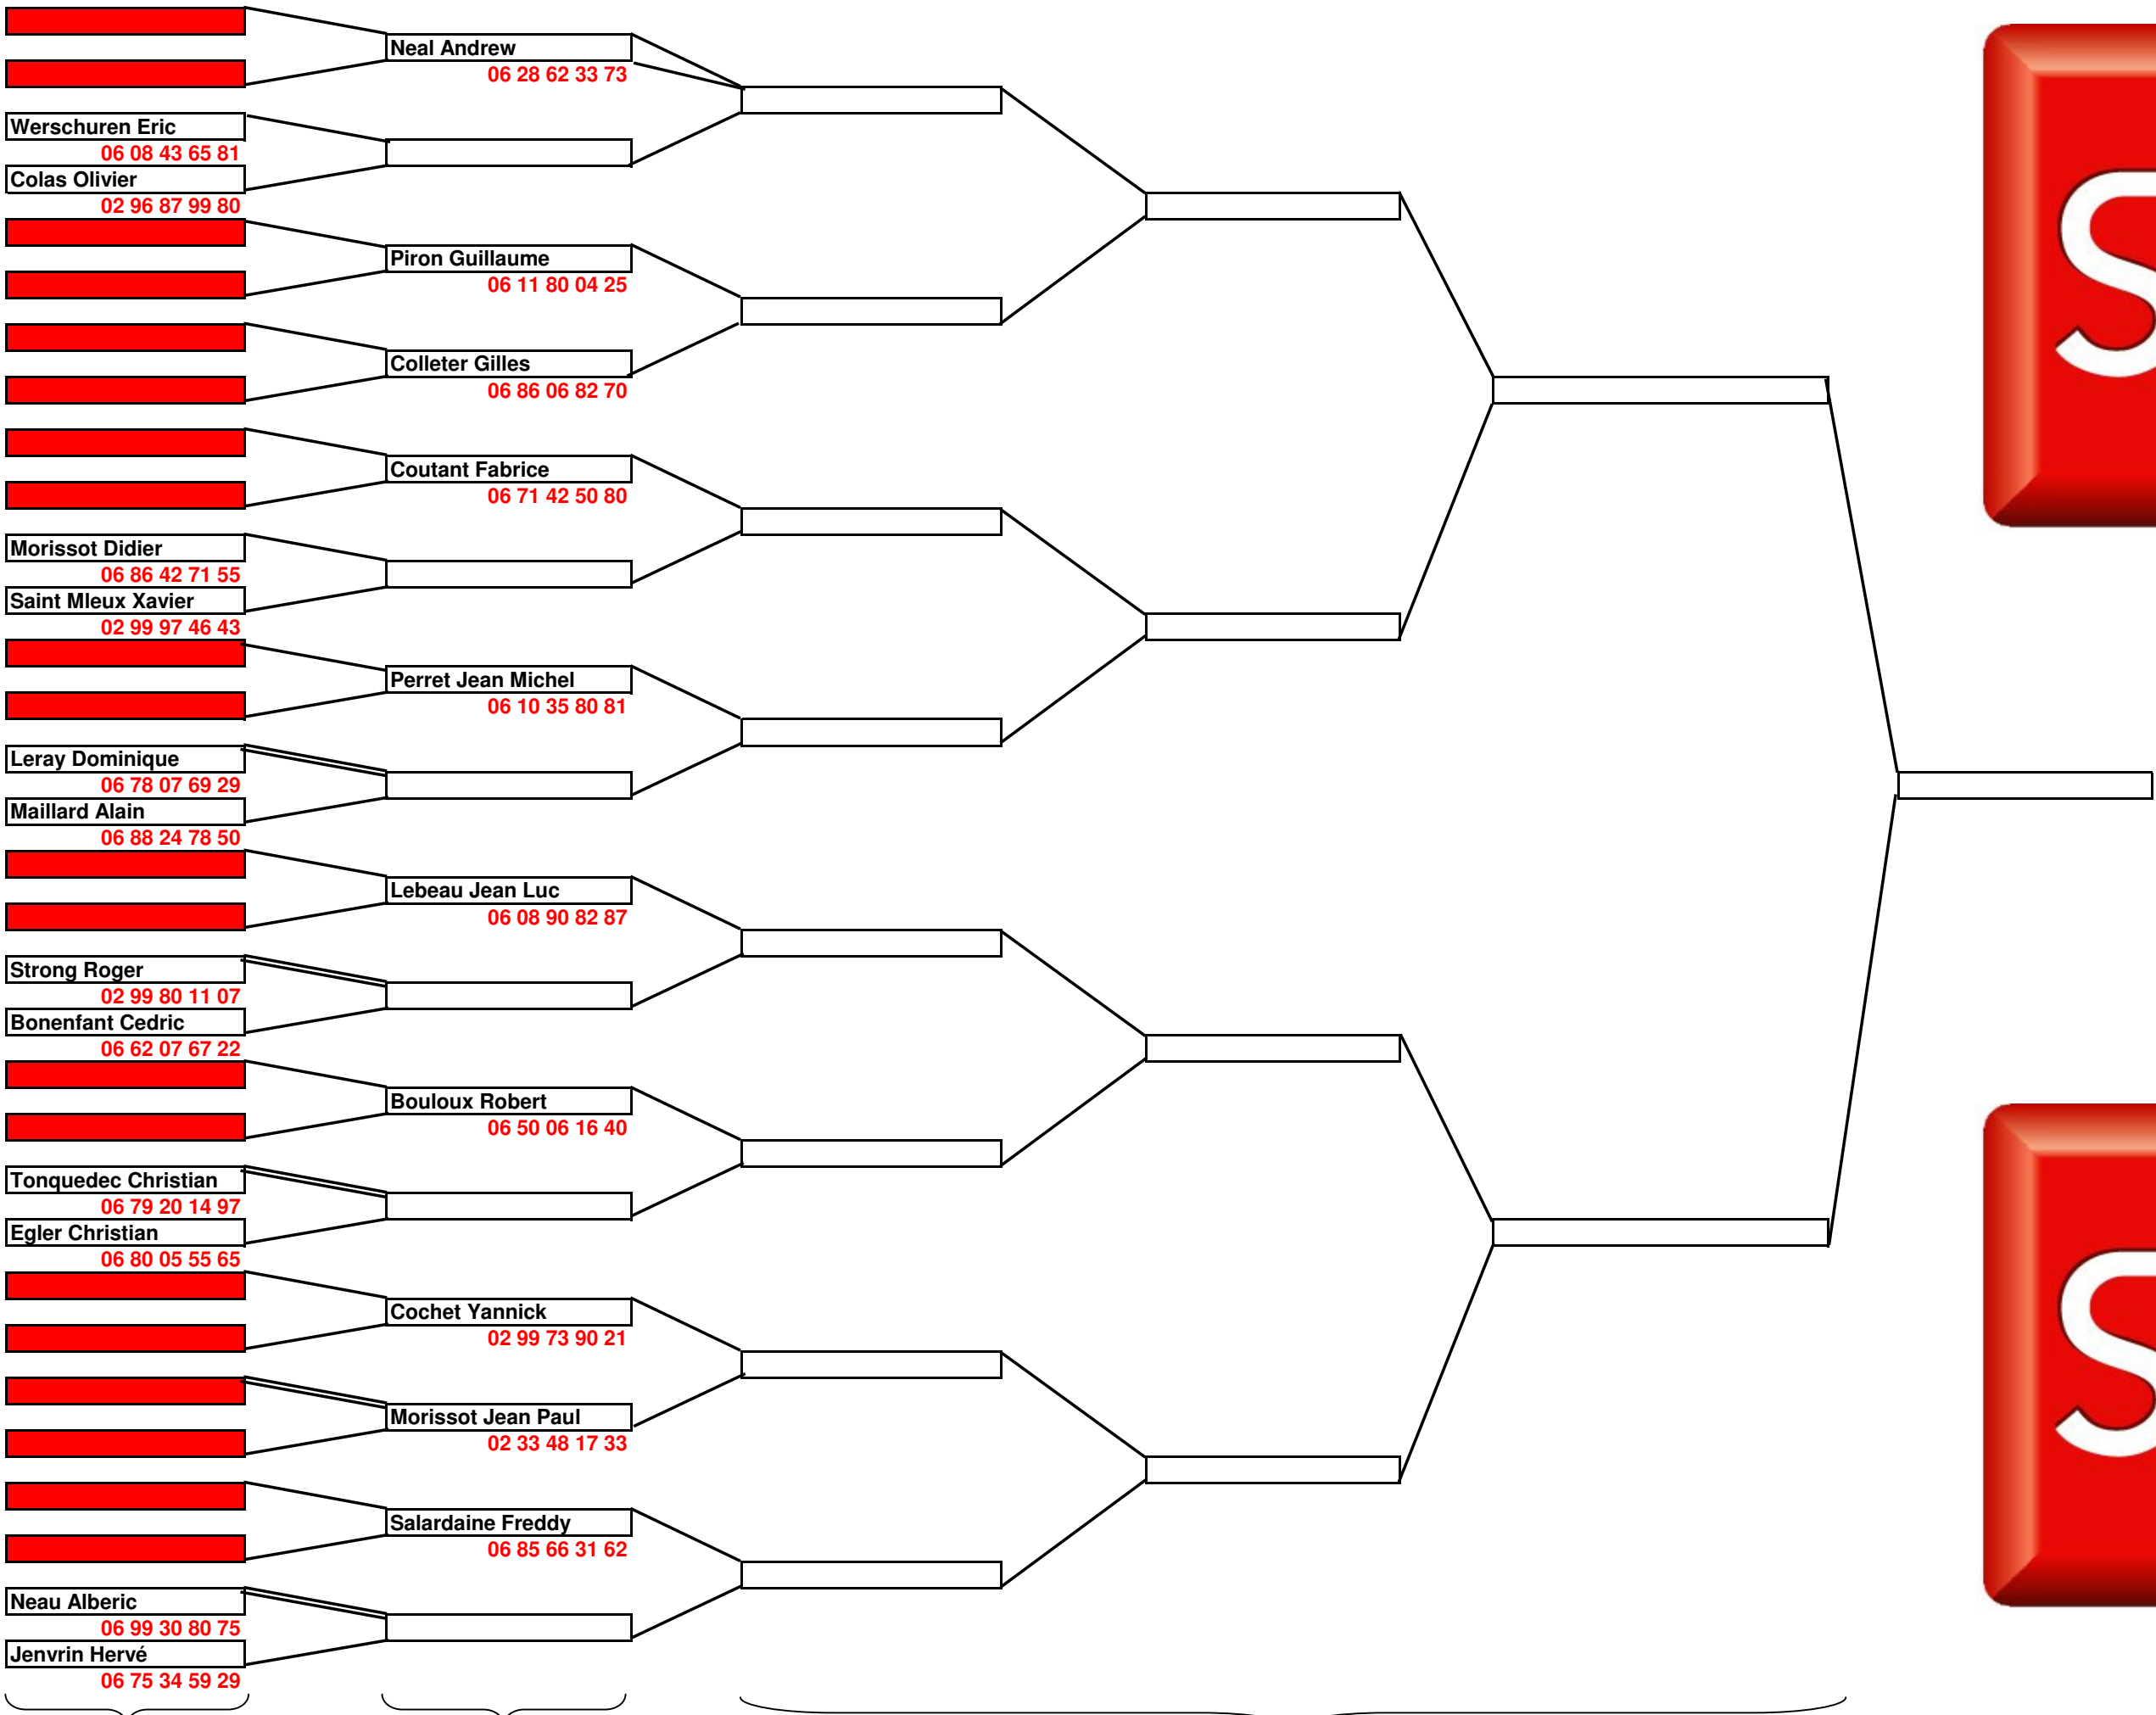 Neal Andrew
06 28 62 33 73
Werschuren Eric
06 08 43 65 81
Colas Olivier
02 96 87 99 80
Piron Guillaume
06 11 80 04 25
Colleter Gilles
06 86 06 82 70
Coutant Fabrice
06 71 42 50 80
Morissot Didier
06 86 42 71 55
Saint Mleux Xavier
02 99 97 46 43
Perret Jean Michel
06 10 35 80 81
Leray Dominique
06 78 07 69 29
Maillard Alain
06 88 24 78 50
Lebeau Jean Luc
06 08 90 82 87
Strong Roger
02 99 80 11 07
Bonenfant Cedric
06 62 07 67 22
Bouloux Robert
06 50 06 16 40
Tonquedec Christian
06 79 20 14 97
Egler Christian
06 80 05 55 65
Cochet Yannick
02 99 73 90 21
Morissot Jean Paul
02 33 48 17 33
Salardaine Freddy
06 85 66 31 62
Neau Alberic
06 99 30 80 75
Jenvrin Hervé
06 75 34 59 29
S
S